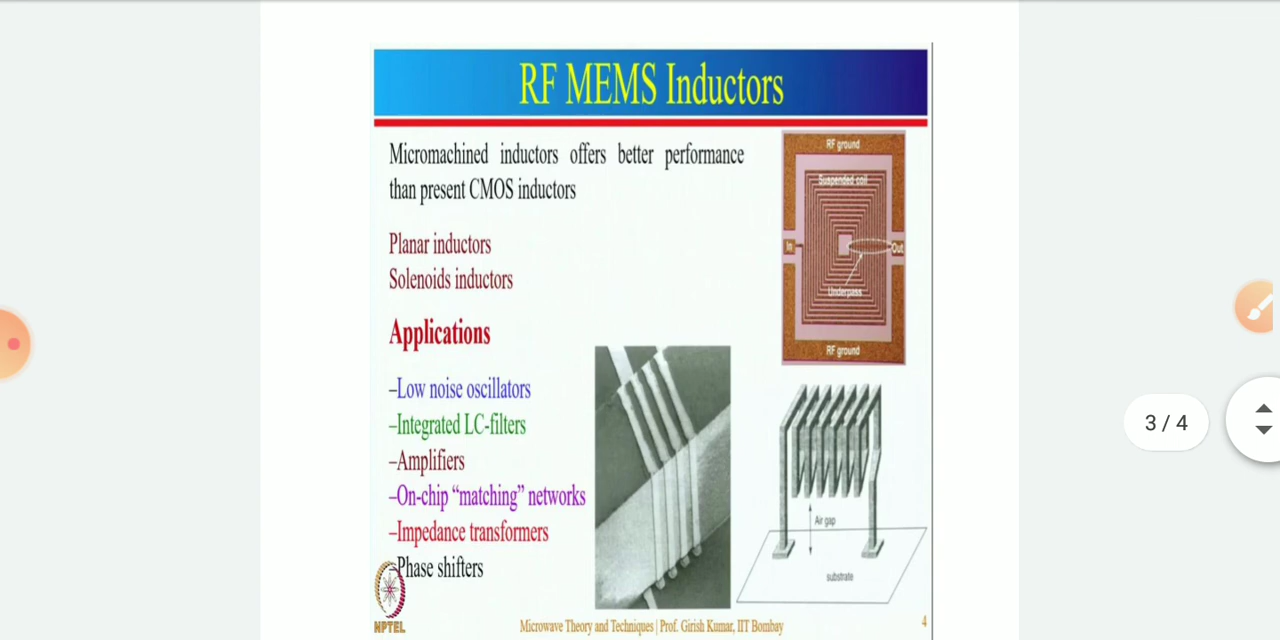 RF MEMS Inductors
Micromachined inductors offers better performance
than present CMOS inductors
Planar inductors
Solenoids inductors
Applications
–Low noise oscillators
–Integrated LC-filters
–Amplifiers
–On-chip “matching” networks
–Impedance transformers
–Phase shifters
RF ground
Suspended coil
In
Out
Underpass
RF ground
Air gap
substrate
NPTEL
Microwave Theory and Techniques | Prof. Girish Kumar, IIT Bombay
4
3 / 4